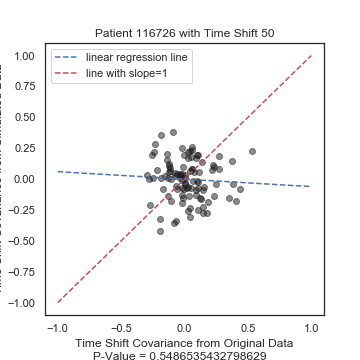 Patient 116726 with Time Shift 50
linear regression line
line with slope=1
1.00
0.75
0.50
0.25
0.00
−0.25
−0.50
−0.75
−1.00
−1.0
−0.5
0.0
0.5
1.0
Time Shift Covariance from Original Data
P-Value = 0.5486535432798629